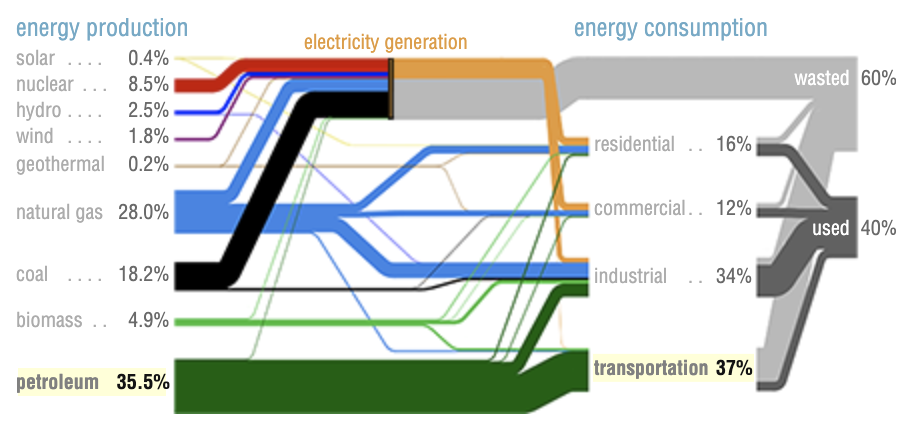 energy production
energy consumption
electricity generation
solar .... 0.4%
nuclear ... 8.5%
hydro .... 2.5%
wind .... 1.8%
geothermal 0.2%
natural gas 28.0%
coal .... 18.2%
biomass .. 4.9%
petroleum 35.5%
residential .. 16%
commercial.. 12%
industrial .. 34%
transportation 37%
wasted 60%
used 40%